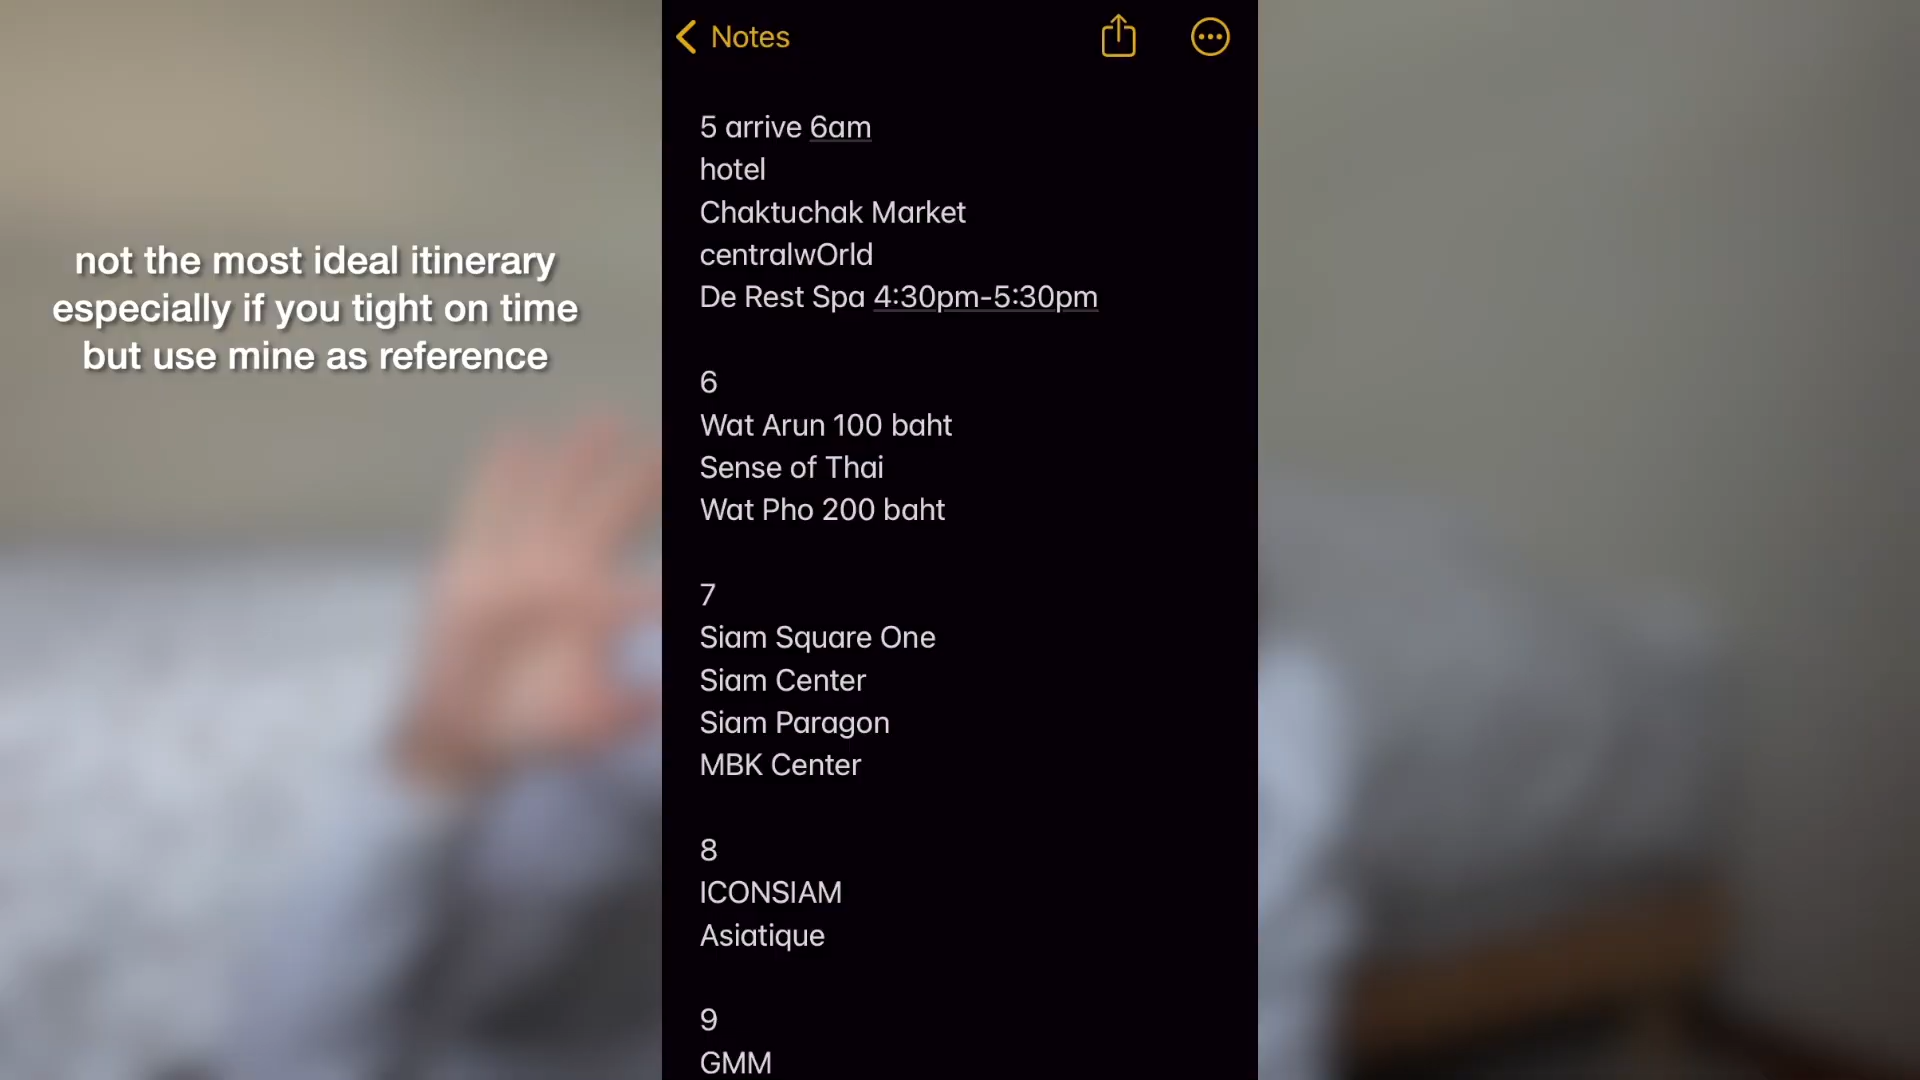 Notes
not the most ideal itinerary
especially if you tight on time
but use mine as reference
5 arrive 6am
hotel
Chaktuchak Market
centralwOrld
De Rest Spa 4:30pm-5:30pm
6
Wat Arun 100 baht
Sense of Thai
Wat Pho 200 baht
7
Siam Square One
Siam Center
Siam Paragon
MBK Center
8
ICONSIAM
Asiatique
9
GMM